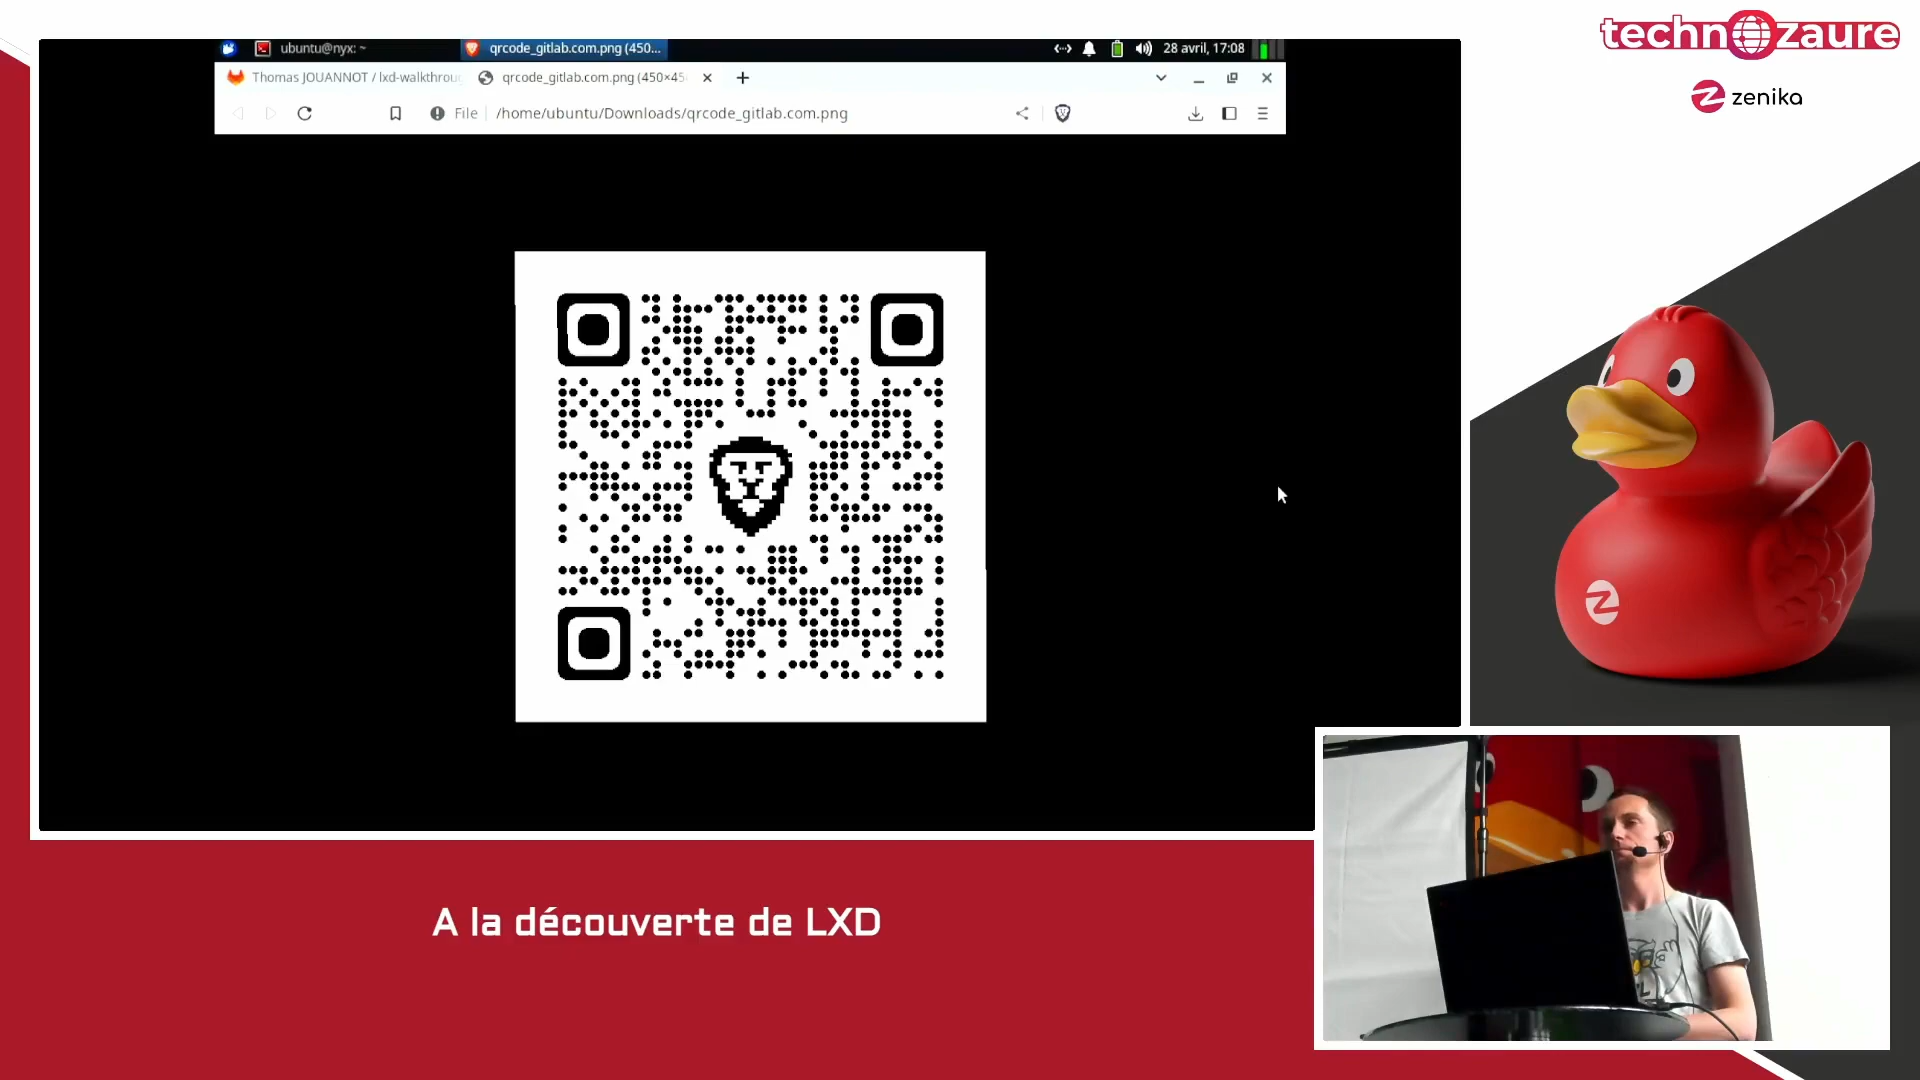 technozaure
zenika
ubuntu@nyx: ~
qrcode_gitlab.com.png (450...
28 avril, 17:08
Thomas JOUANNOT / lxd-walkthrou
qrcode_gitlab.com.png (450×45
File
/home/ubuntu/Downloads/qrcode_gitlab.com.png
A la découverte de LXD